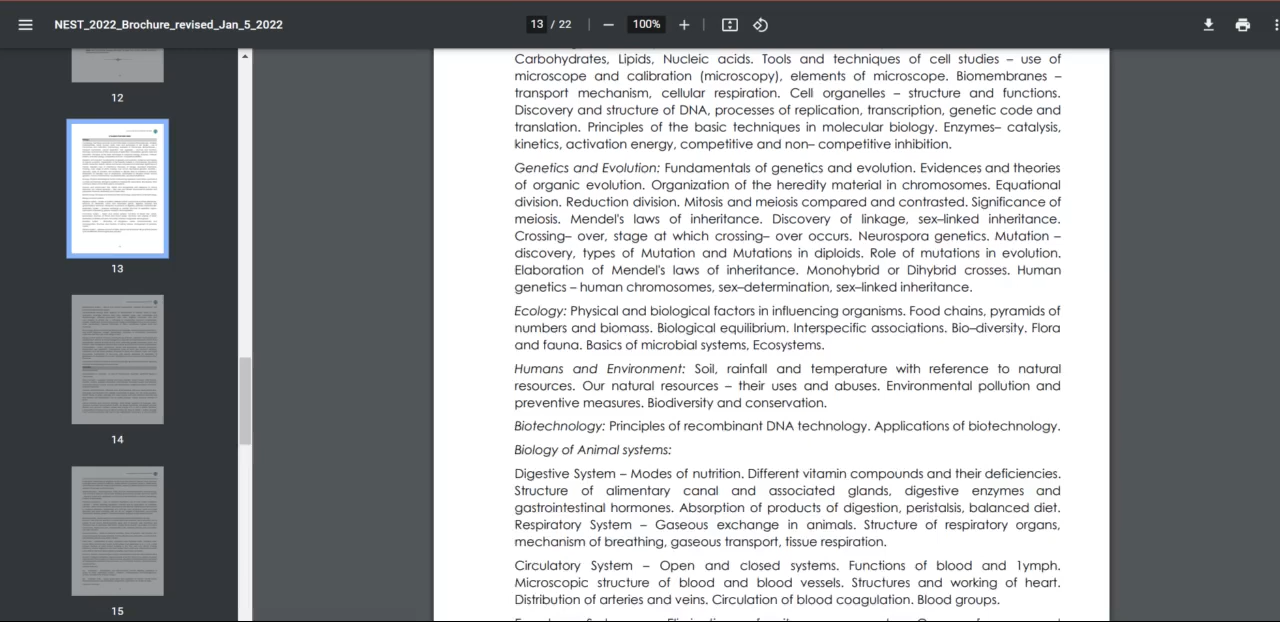 NEST_2022_Brochure_revised_Jan_5_2022
13 / 22
100%
12
13
14
15
Carbohydrates, Lipids, Nucleic acids. Tools and techniques of cell studies – use of
microscope and calibration (microscopy), elements of microscope. Biomembranes –
transport mechanism, cellular respiration. Cell organelles – structure and functions.
Discovery and structure of DNA, processes of replication, transcription, genetic code and
translation. Principles of the basic techniques in molecular biology. Enzymes– catalysis,
kinetics, activation energy, competitive and non– competitive inhibition.
Genetics and Evolution: Fundamentals of genetics and evolution. Evidences and theories
of organic evolution. Organization of the heredity material in chromosomes. Equational
division. Reduction division. Mitosis and meiosis compared and contrasted. Significance of
meiosis. Mendel's laws of inheritance. Discovery of linkage, sex–linked inheritance.
Crossing– over, stage at which crossing– over occurs. Neurospora genetics. Mutation –
discovery, types of Mutation and Mutations in diploids. Role of mutations in evolution.
Elaboration of Mendel's laws of inheritance. Monohybrid or Dihybrid crosses. Human
genetics – human chromosomes, sex–determination, sex–linked inheritance.
Ecology: Physical and biological factors in influencing organisms. Food chains, pyramids of
numbers and biomass. Biological equilibrium. Interspecific associations. Bio–diversity. Flora
and fauna. Basics of microbial systems, Ecosystems.
Humans and Environment: Soil, rainfall and temperature with reference to natural
resources. Our natural resources – their uses and abuses. Environmental pollution and
preventive measures. Biodiversity and conservation.
Biotechnology: Principles of recombinant DNA technology. Applications of biotechnology.
Biology of Animal systems:
Digestive System – Modes of nutrition. Different vitamin compounds and their deficiencies.
Structure of alimentary canal and associated glands, digestive enzymes and
gastrointestinal hormones. Absorption of products of digestion, peristalsis, balanced diet.
Respiratory System – Gaseous exchange in animals. Structure of respiratory organs,
mechanism of breathing, gaseous transport, tissue respiration.
Circulatory System – Open and closed systems. Functions of blood and 1ymph.
Microscopic structure of blood and blood vessels. Structures and working of heart.
Distribution of arteries and veins. Circulation of blood coagulation. Blood groups.